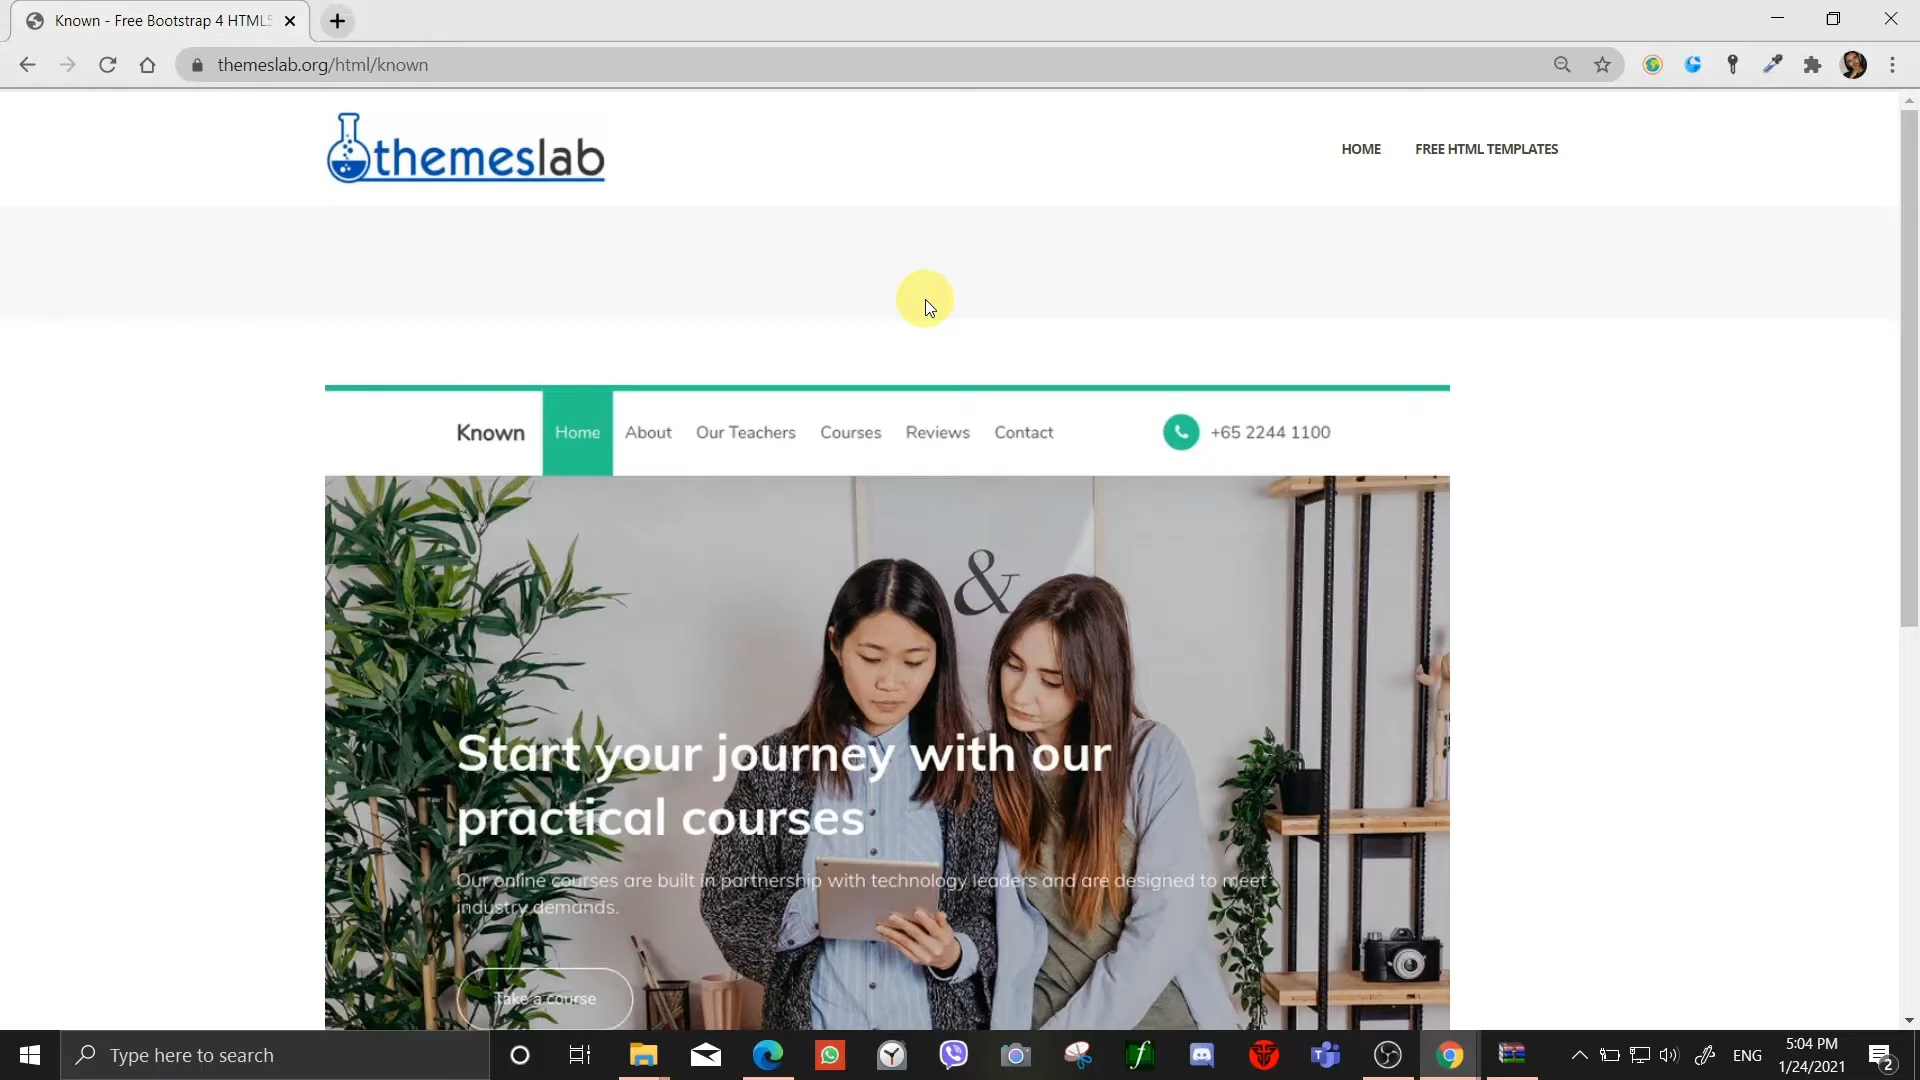 Known - Free Bootstrap 4 HTML5
themeslab.org/html/known
themeslab
HOME
FREE HTML TEMPLATES
Known
Home
About
Our Teachers
Courses
Reviews
Contact
+65 2244 1100
&
Start your journey with our
practical courses
Our online courses are built in partnership with technology leaders and are designed to meet
industry demands.
Take a course
Type here to search
ENG
5:04 PM
1/24/2021
2